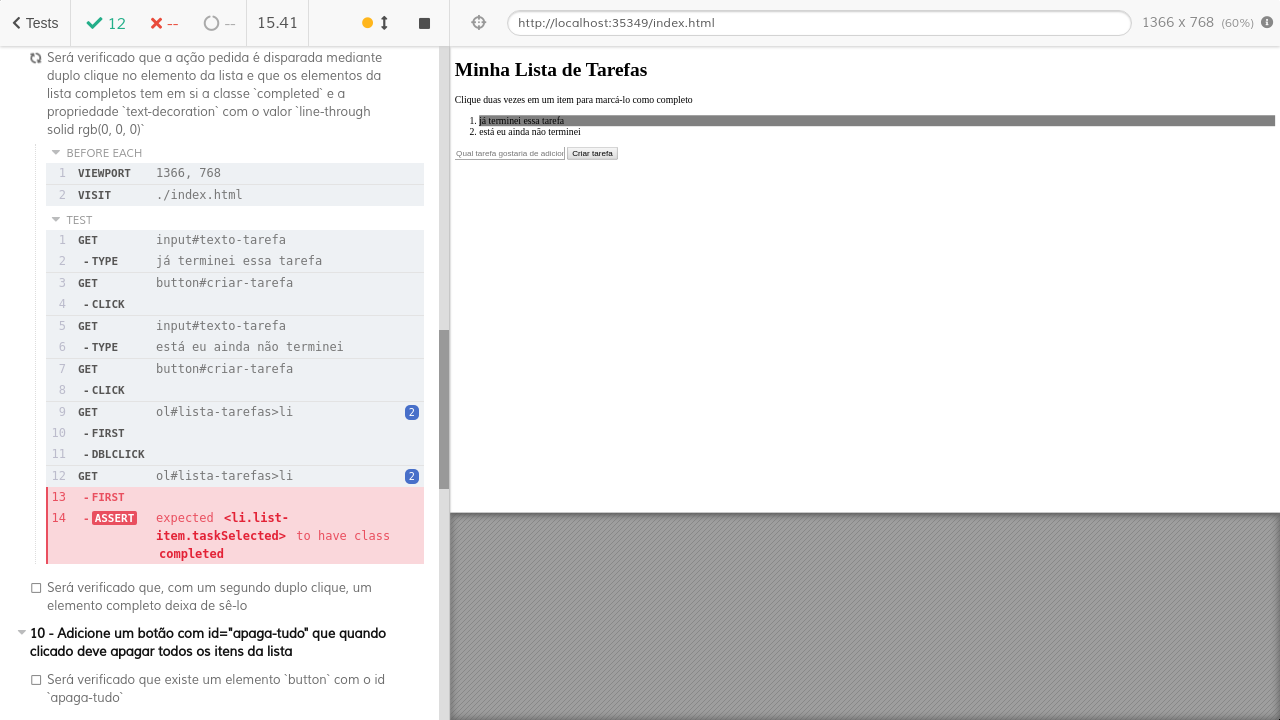 Tests 12 -- -- 15.41 http://localhost:35349/index.html 1366 x 768 (60%)
Será verificado que a ação pedida é disparada mediante
duplo clique no elemento da lista e que os elementos da
lista completos tem em si a classe `completed` e a
propriedade `text-decoration` com o valor `line-through
solid rgb(0, 0, 0)`
BEFORE EACH
1 VIEWPORT 1366, 768
2 VISIT ./index.html
TEST
1 GET input#texto-tarefa
2 -TYPE já terminei essa tarefa
3 GET button#criar-tarefa
4 -CLICK
5 GET input#texto-tarefa
6 -TYPE está eu ainda não terminei
7 GET button#criar-tarefa
8 -CLICK
9 GET ol#lista-tarefas>li 2
10 -FIRST
11 -DBLCLICK
12 GET ol#lista-tarefas>li 2
13 -FIRST
14 -ASSERT expected <li.list-
item.taskSelected> to have class
completed
Será verificado que, com um segundo duplo clique, um
elemento completo deixa de sê-lo
10 - Adicione um botão com id="apaga-tudo" que quando
clicado deve apagar todos os itens da lista
Será verificado que existe um elemento `button` com o id
`apaga-tudo`
Minha Lista de Tarefas
Clique duas vezes em um item para marcá-lo como completo
1. já terminei essa tarefa
2. está eu ainda não terminei
Qual tarefa gostaria de adicior Criar tarefa